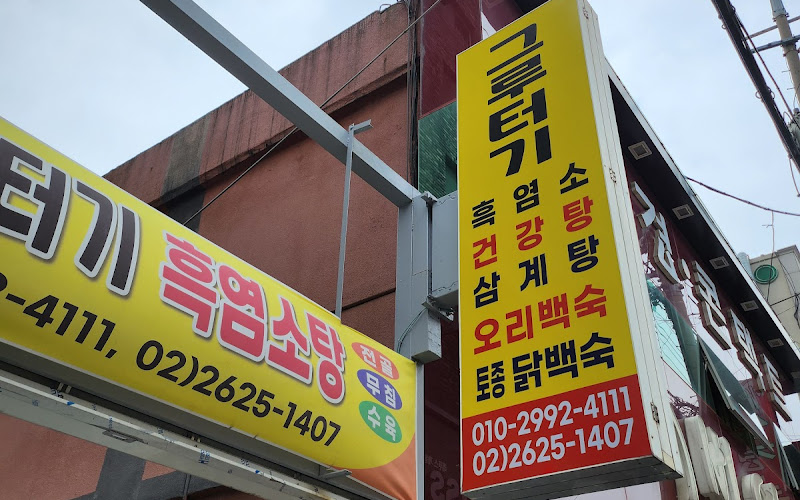 그루터기
흑염소
건강탕
삼계탕
오리백숙
토종 닭백숙
010-2992-4111
02)2625-1407
터기 흑염소탕
전골
무침
수육
-4111, 02)2625-1407